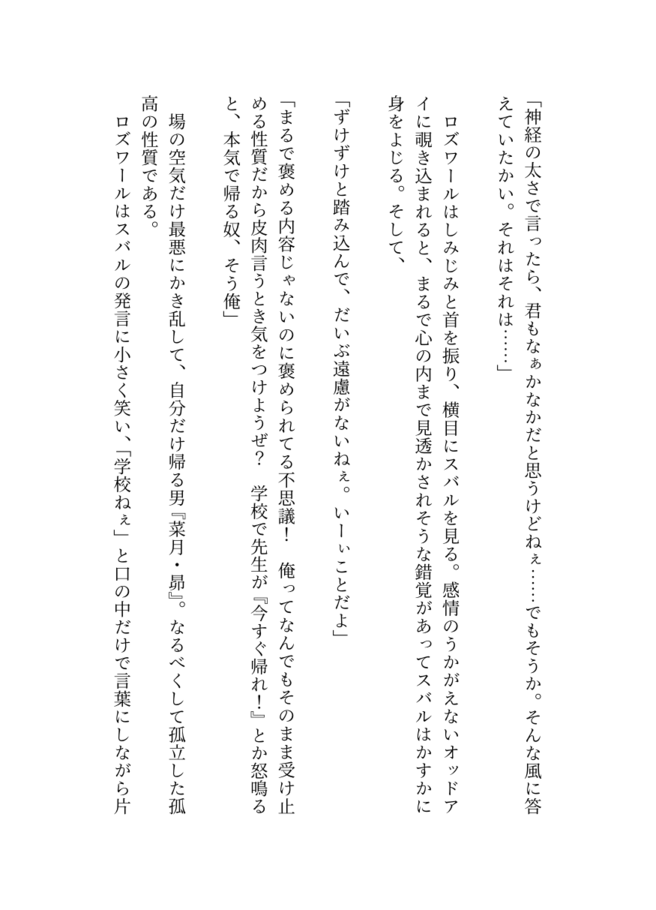 「神経の太さで言ったら、君もなぁかなかだと思うけどねぇ……でもそうか。そんな風に答
えていたかい。それはそれは……」
　ロズワールはしみじみと首を振り、横目にスバルを見る。感情のうかがえないオッドア
イに覗き込まれると、まるで心の内まで見透かされそうな錯覚があってスバルはかすかに
身をよじる。そして、
「ずけずけと踏み込んで、だいぶ遠慮がないねぇ。いーぃことだよ」
「まるで褒める内容じゃないのに褒められてる不思議！　俺ってなんでもそのまま受け止
める性質だから皮肉言うとき気をつけようぜ？　学校で先生が『今すぐ帰れ！』とか怒鳴る
と、本気で帰る奴、そう俺」
　場の空気だけ最悪にかき乱して、自分だけ帰る男『菜月・昴』。なるべくして孤立した孤
高の性質である。
　ロズワールはスバルの発言に小さく笑い、「学校ねぇ」と口の中だけで言葉にしながら片